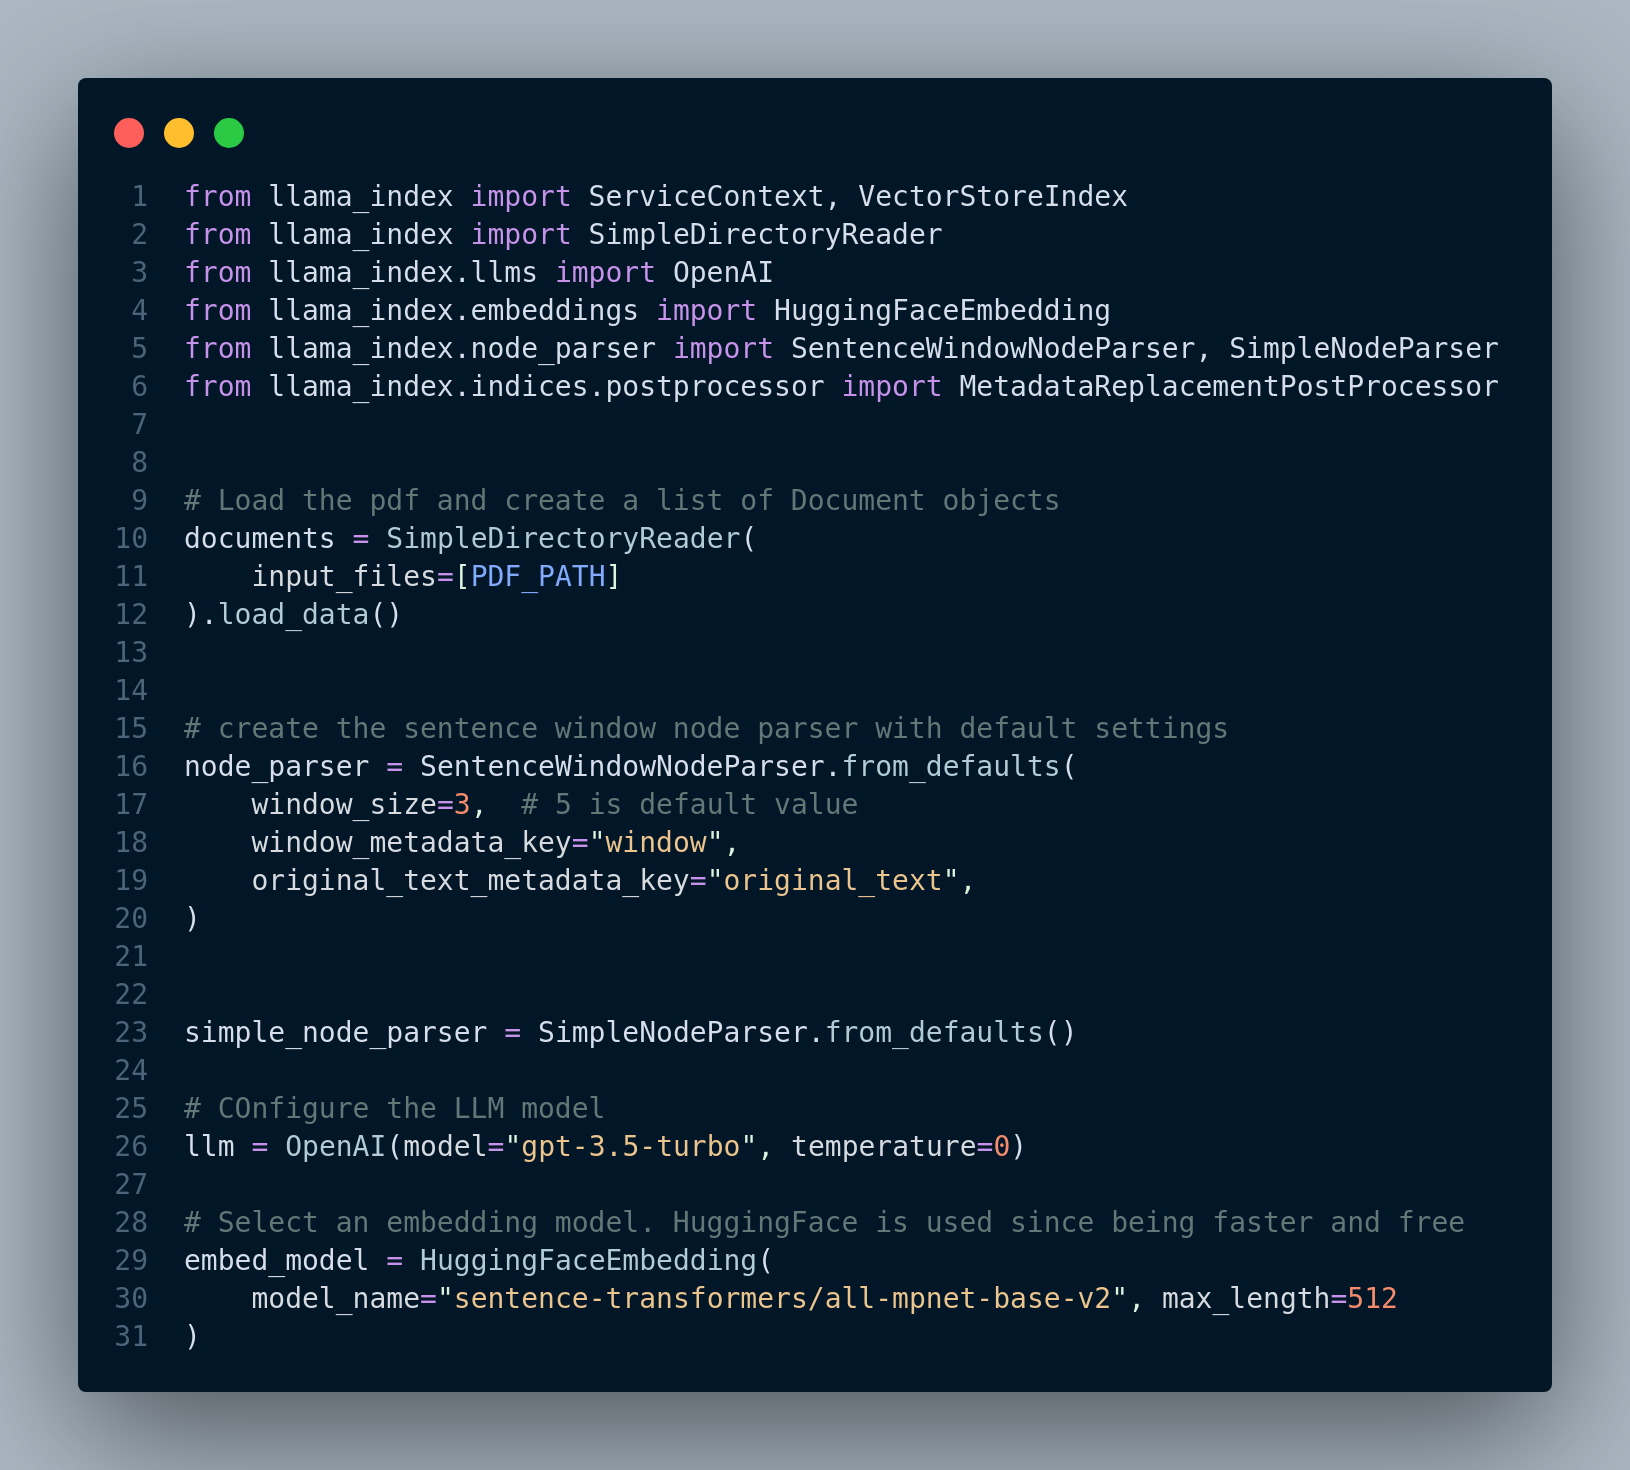 1 from llama_index import ServiceContext, VectorStoreIndex
2 from llama_index import SimpleDirectoryReader
3 from llama_index.llms import OpenAI
4 from llama_index.embeddings import HuggingFaceEmbedding
5 from llama_index.node_parser import SentenceWindowNodeParser, SimpleNodeParser
6 from llama_index.indices.postprocessor import MetadataReplacementPostProcessor
7
8
9 # Load the pdf and create a list of Document objects
10 documents = SimpleDirectoryReader(
11     input_files=[PDF_PATH]
12 ).load_data()
13
14
15 # create the sentence window node parser with default settings
16 node_parser = SentenceWindowNodeParser.from_defaults(
17     window_size=3,  # 5 is default value
18     window_metadata_key="window",
19     original_text_metadata_key="original_text",
20 )
21
22
23 simple_node_parser = SimpleNodeParser.from_defaults()
24
25 # COnfigure the LLM model
26 llm = OpenAI(model="gpt-3.5-turbo", temperature=0)
27
28 # Select an embedding model. HuggingFace is used since being faster and free
29 embed_model = HuggingFaceEmbedding(
30     model_name="sentence-transformers/all-mpnet-base-v2", max_length=512
31 )